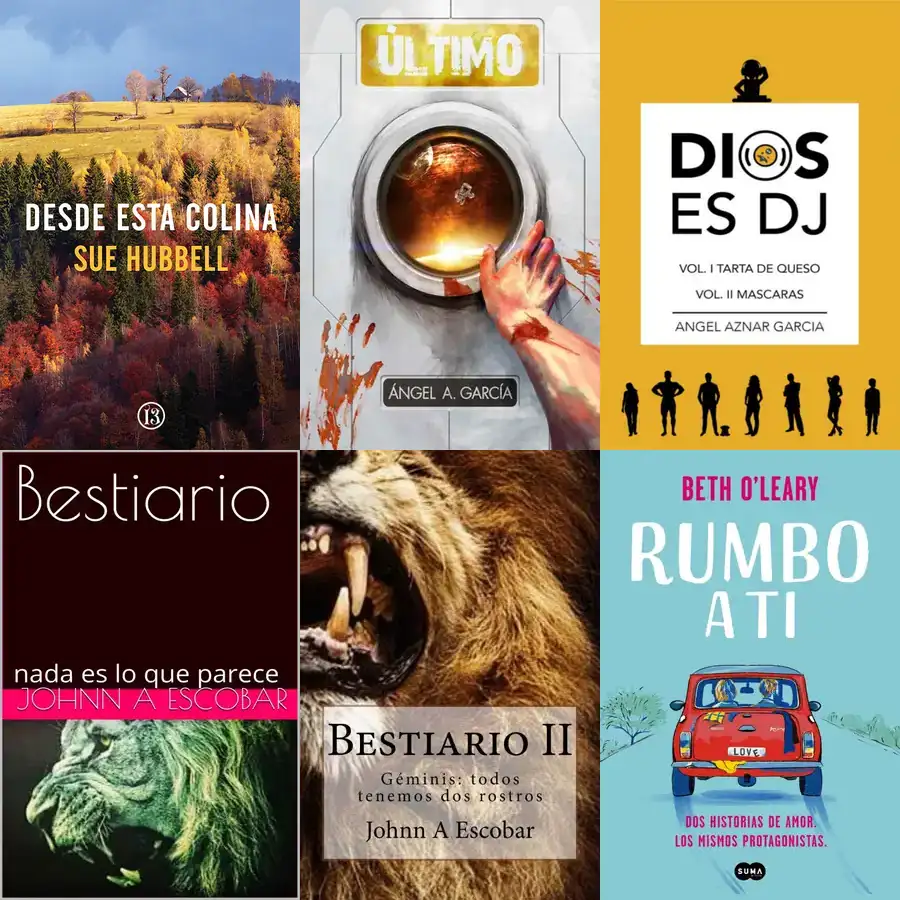 DESDE ESTA COLINA
SUE HUBBELL
13
ÚLTIMO
ÁNGEL A. GARCÍA
DIOS
ES DJ
VOL. I TARTA DE QUESO
VOL. II MASCARAS
ANGEL AZNAR GARCIA
Bestiario
nada es lo que parece
JOHNN A ESCOBAR
BESTIARIO II
Géminis: todos
tenemos dos rostros
Johnn A Escobar
BETH O'LEARY
RUMBO
A TI
LOVE
DOS HISTORIAS DE AMOR.
LOS MISMOS PROTAGONISTAS.
SUMA